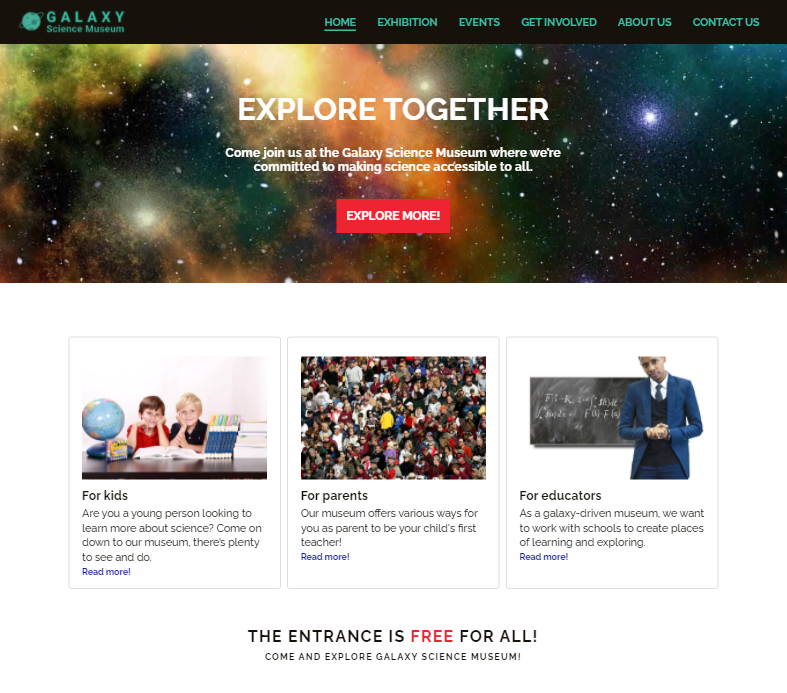 GALAXY
Science Museum
HOME EXHIBITION EVENTS GET INVOLVED ABOUT US CONTACT US
EXPLORE TOGETHER
Come join us at the Galaxy Science Museum where we're
committed to making science accessible to all.
EXPLORE MORE!
For kids
Are you a young person looking to
learn more about science? Come on
down to our museum, there's plenty
to see and do.
Read more!
For parents
Our museum offers various ways for
you as parent to be your child's first
teacher!
Read more!
For educators
As a galaxy-driven museum, we want
to work with schools to create places
of learning and exploring.
Read more!
THE ENTRANCE IS FREE FOR ALL!
COME AND EXPLORE GALAXY SCIENCE MUSEUM!